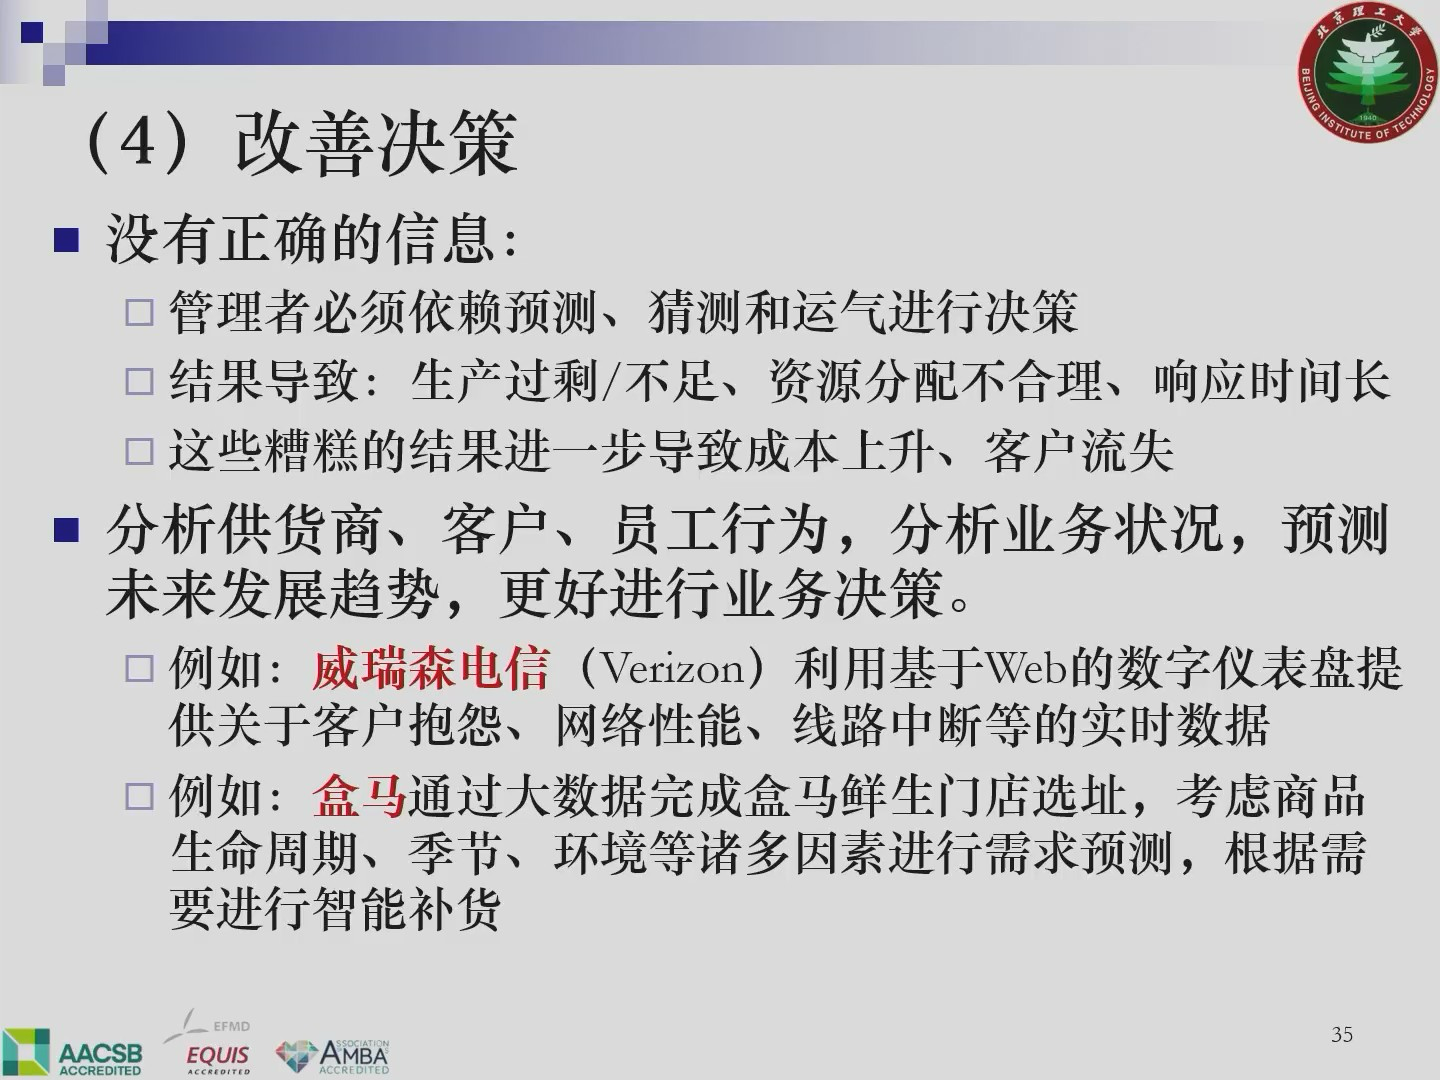 北京理工大学
BEIJING INSTITUTE OF TECHNOLOGY
1940
（4）改善决策
没有正确的信息：
管理者必须依赖预测、猜测和运气进行决策
结果导致：生产过剩/不足、资源分配不合理、响应时间长
这些糟糕的结果进一步导致成本上升、客户流失
分析供货商、客户、员工行为，分析业务状况，预测
未来发展趋势，更好进行业务决策。
例如：威瑞森电信（Verizon）利用基于Web的数字仪表盘提
供关于客户抱怨、网络性能、线路中断等的实时数据
例如：盒马通过大数据完成盒马鲜生门店选址，考虑商品
生命周期、季节、环境等诸多因素进行需求预测，根据需
要进行智能补货
AACSB
ACCREDITED
EFMD
EQUIS
ACCREDITED
ASSOCIATION
AMBA'S
ACCREDITED
35